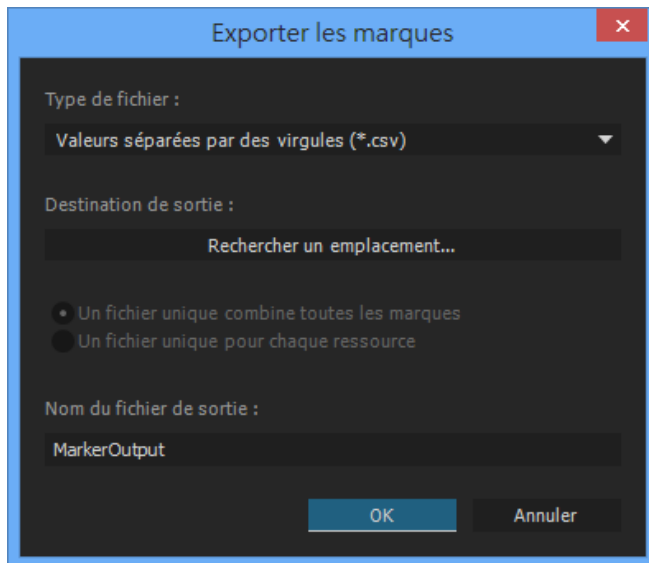 Exporter les marques
Type de fichier :
Valeurs séparées par des virgules (*.csv)
Destination de sortie :
Rechercher un emplacement...
Un fichier unique combine toutes les marques
Un fichier unique pour chaque ressource
Nom du fichier de sortie :
MarkerOutput
OK Annuler